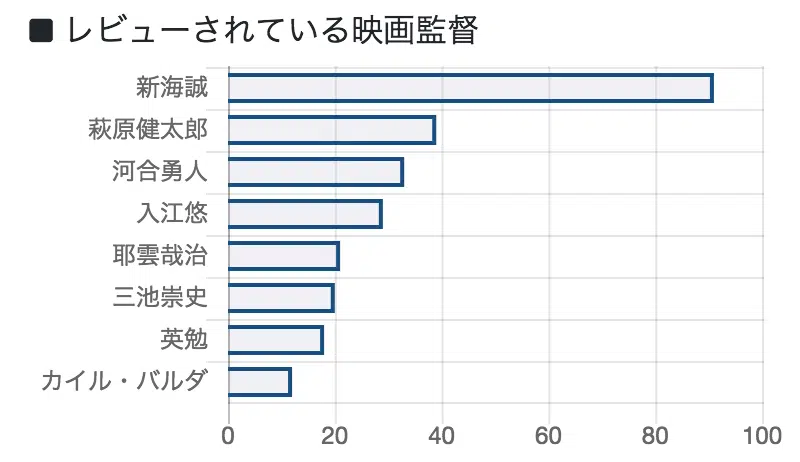 ■ レビューされている映画監督
新海誠
萩原健太郎
河合勇人
入江悠
耶雲哉治
三池崇史
英勉
カイル・バルダ
0 20 40 60 80 100